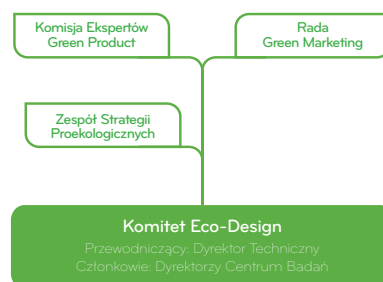 Komisja Ekspertów
Green Product
Rada
Green Marketing
Zespół Strategii
Proekologicznych
Komitet Eco-Design
Przewodniczący: Dyrektor Techniczny
Członkowie: Dyrektorzy Centrum Badań